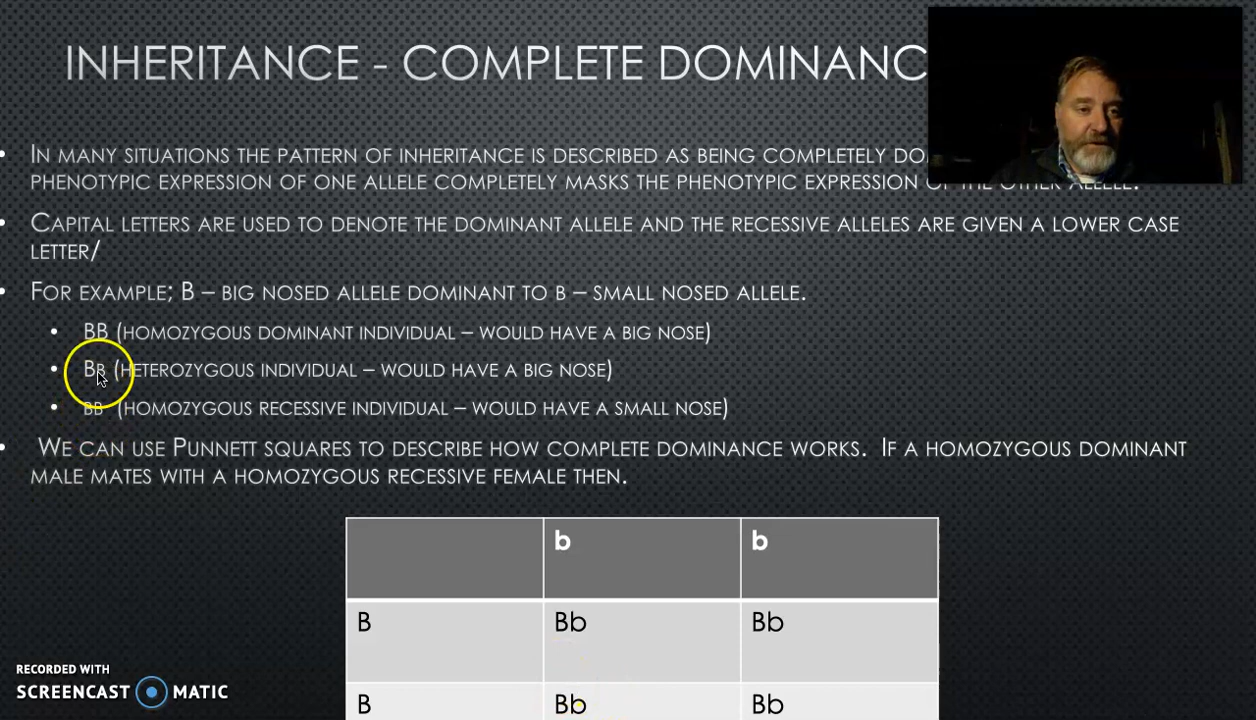 INHERITANCE - COMPLETE DOMINANC
IN MANY SITUATIONS THE PATTERN OF INHERITANCE IS DESCRIBED AS BEING COMPLETELY
PHENOTYPIC EXPRESSION OF ONE ALLELE COMPLETELY MASKS THE PHENOTYPIC EXPRESSION OF THE OTHER ALLELE.
CAPITAL LETTERS ARE USED TO DENOTE THE DOMINANT ALLELE AND THE RECESSIVE ALLELES ARE GIVEN A LOWER CASE
LETTER/
FOR EXAMPLE; B – BIG NOSED ALLELE DOMINANT TO B – SMALL NOSED ALLELE.
BB (HOMOZYGOUS DOMINANT INDIVIDUAL – WOULD HAVE A BIG NOSE)
BB (HETEROZYGOUS INDIVIDUAL – WOULD HAVE A BIG NOSE)
BB (HOMOZYGOUS RECESSIVE INDIVIDUAL – WOULD HAVE A SMALL NOSE)
WE CAN USE PUNNETT SQUARES TO DESCRIBE HOW COMPLETE DOMINANCE WORKS. IF A HOMOZYGOUS DOMINANT
MALE MATES WITH A HOMOZYGOUS RECESSIVE FEMALE THEN.
b b
B Bb Bb
B Bb Bb
RECORDED WITH
SCREENCAST MATIC